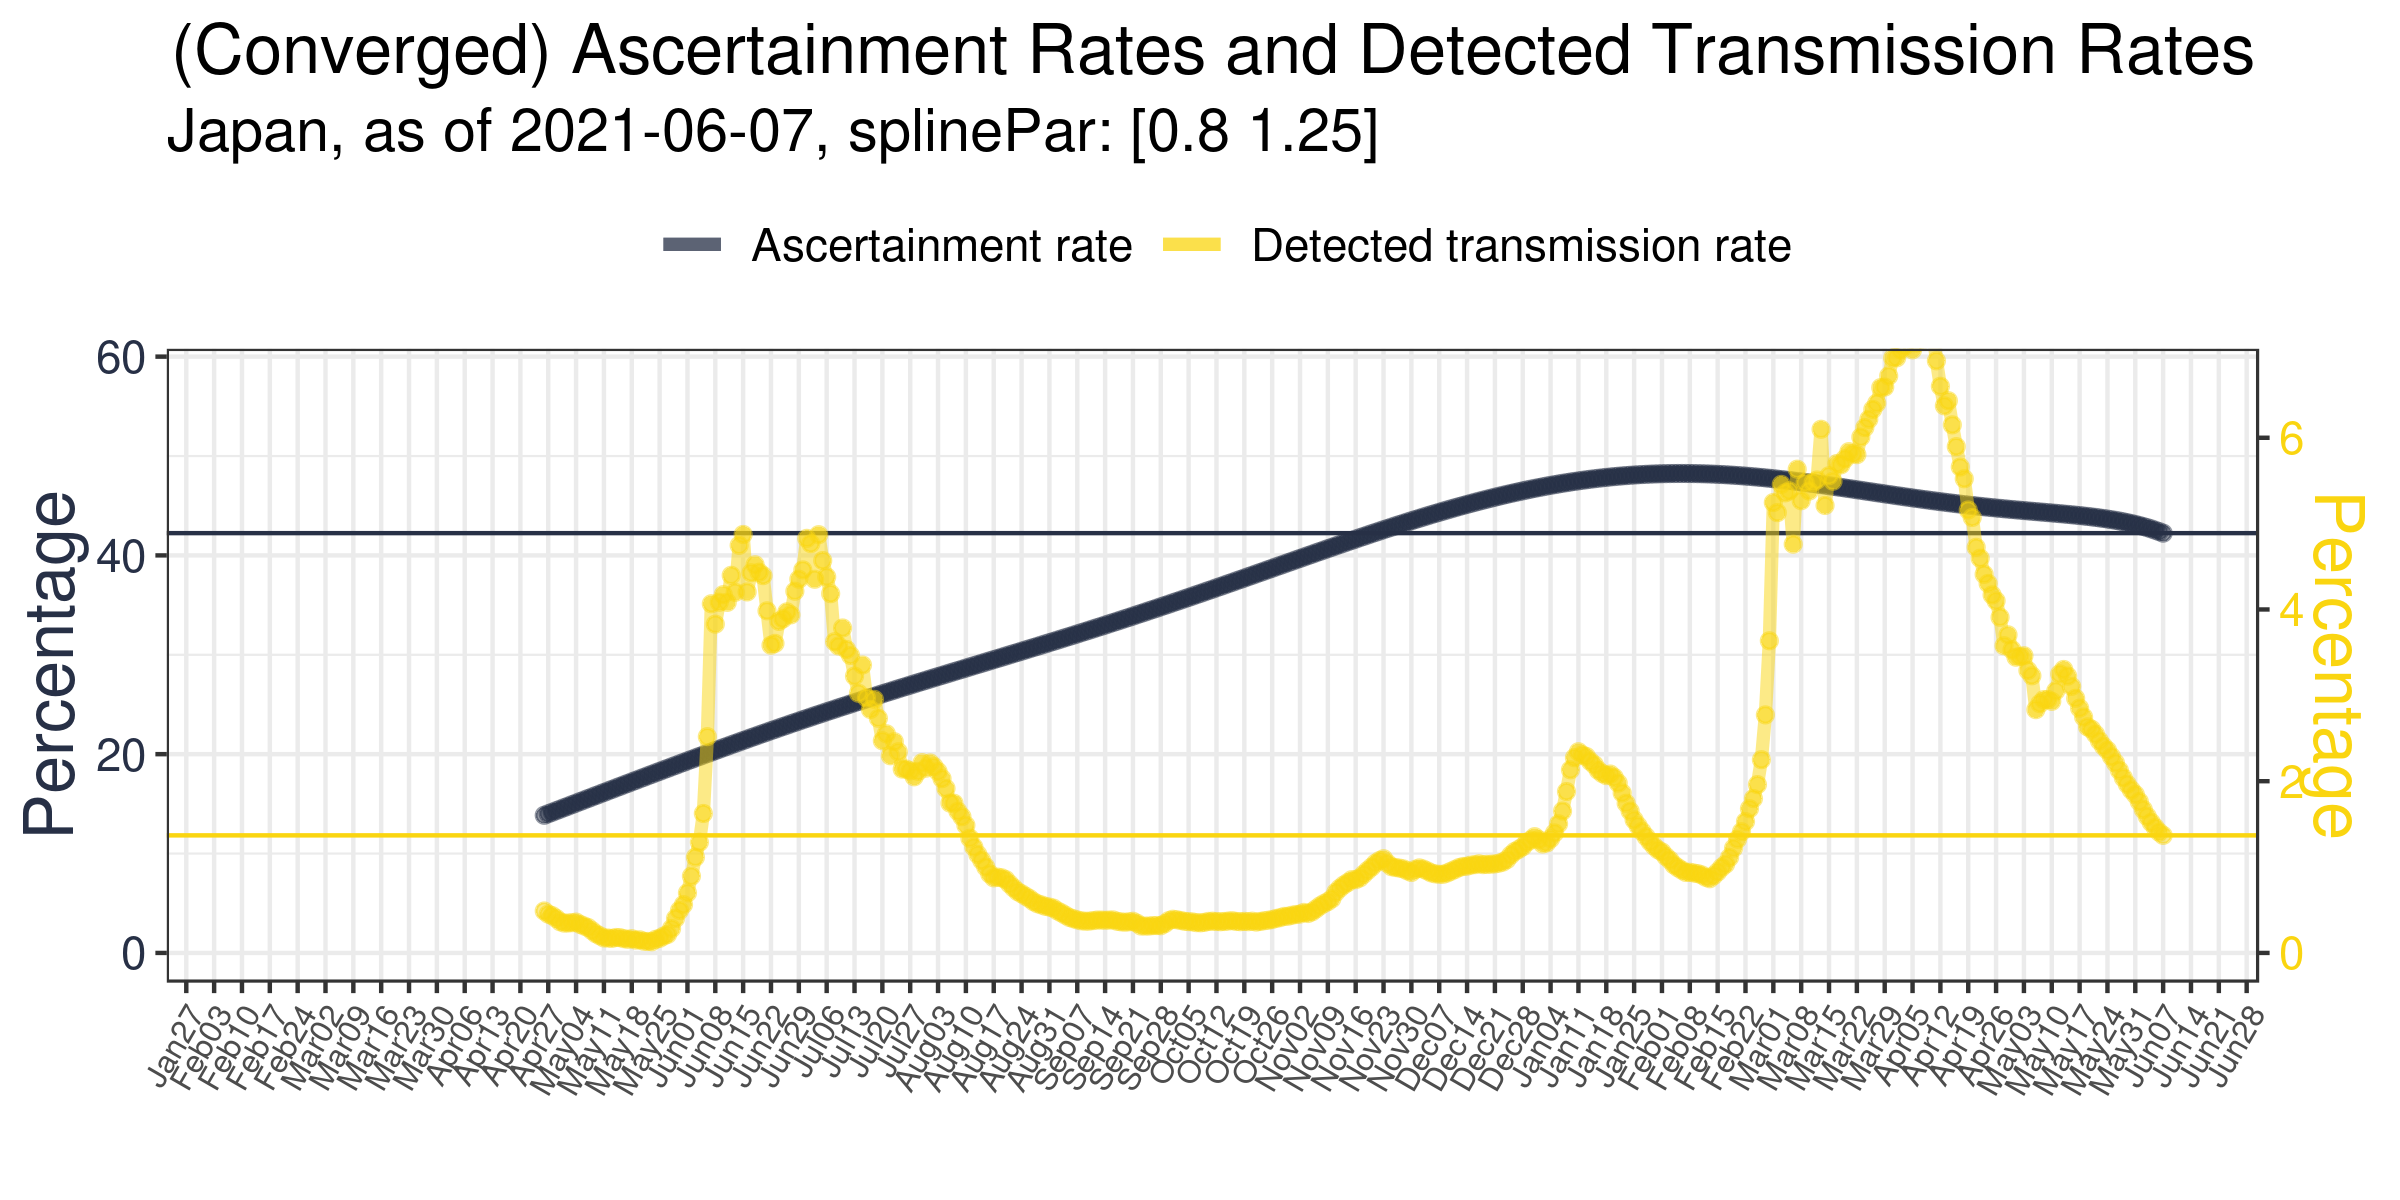 (Converged) Ascertainment Rates and Detected Transmission Rates
Japan, as of 2021-06-07, splinePar: [0.8 1.25]
Ascertainment rate
Detected transmission rate
Percentage
60
40
20
0
6
4
2
0
Percentage
Jan27
Feb03
Feb10
Feb17
Feb24
Mar02
Mar09
Mar16
Mar23
Mar30
Apr06
Apr13
Apr20
Apr27
May04
May11
May18
May25
Jun01
Jun08
Jun15
Jun22
Jun29
Jul06
Jul13
Jul20
Jul27
Aug03
Aug10
Aug17
Aug24
Aug31
Sep07
Sep14
Sep21
Sep28
Oct05
Oct12
Oct19
Oct26
Nov02
Nov09
Nov16
Nov23
Nov30
Dec07
Dec14
Dec21
Dec28
Jan04
Jan11
Jan18
Jan25
Feb01
Feb08
Feb15
Feb22
Mar01
Mar08
Mar15
Mar22
Mar29
Apr05
Apr12
Apr19
Apr26
May03
May10
May17
May24
May31
Jun07
Jun14
Jun21
Jun28